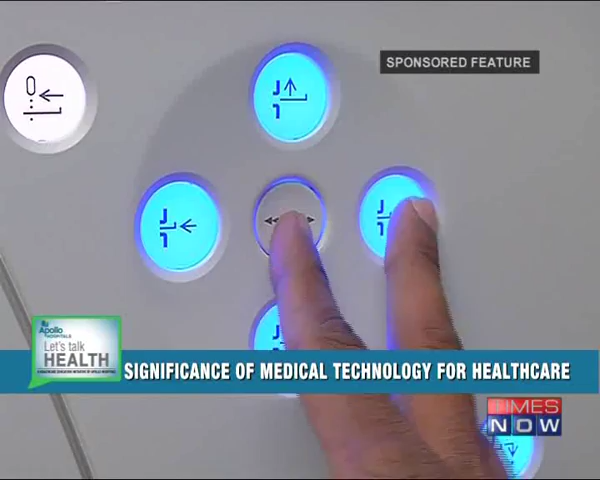 SPONSORED FEATURE
Apollo
HOSPITALS
Let's talk
HEALTH
SIGNIFICANCE OF MEDICAL TECHNOLOGY FOR HEALTHCARE
TIMES
NOW